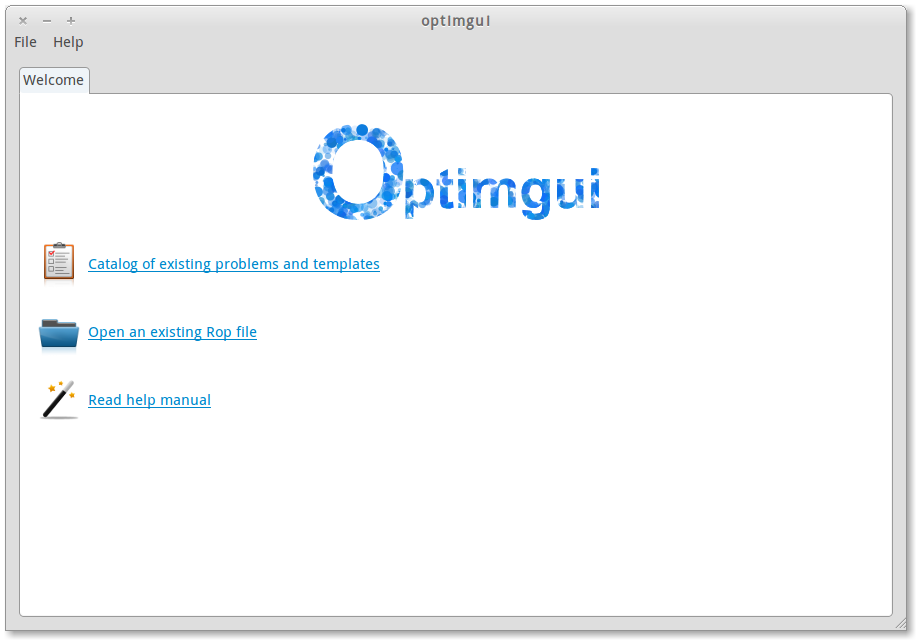 optimgui
File Help
Welcome
Optimgui
Catalog of existing problems and templates
Open an existing Rop file
Read help manual